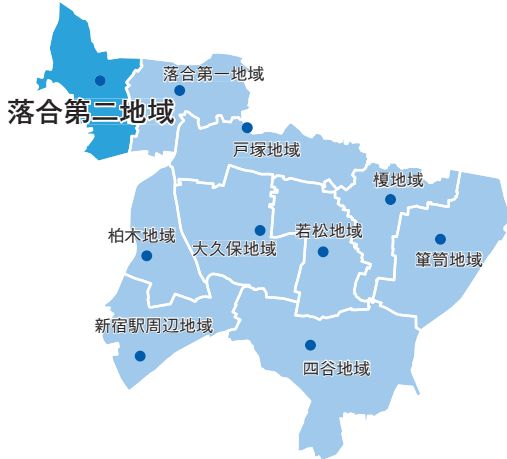 落合第一地域
落合第二地域
戸塚地域
榎地域
若松地域
柏木地域
大久保地域
箪笥地域
新宿駅周辺地域
四谷地域